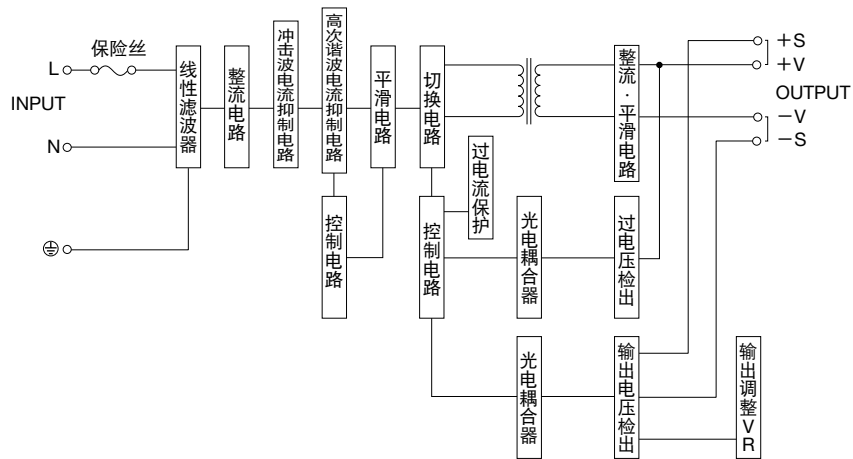 保险丝
L
INPUT
N
线性滤波器
整流电路
冲击波电流抑制电路
高次谐波电流抑制电路
平滑电路
切换电路
整流·平滑电路
+S
+V
OUTPUT
-V
-S
控制电路
控制电路
过电流保护
光电耦合器
过电压检出
光电耦合器
输出电压检出
输出调整VR